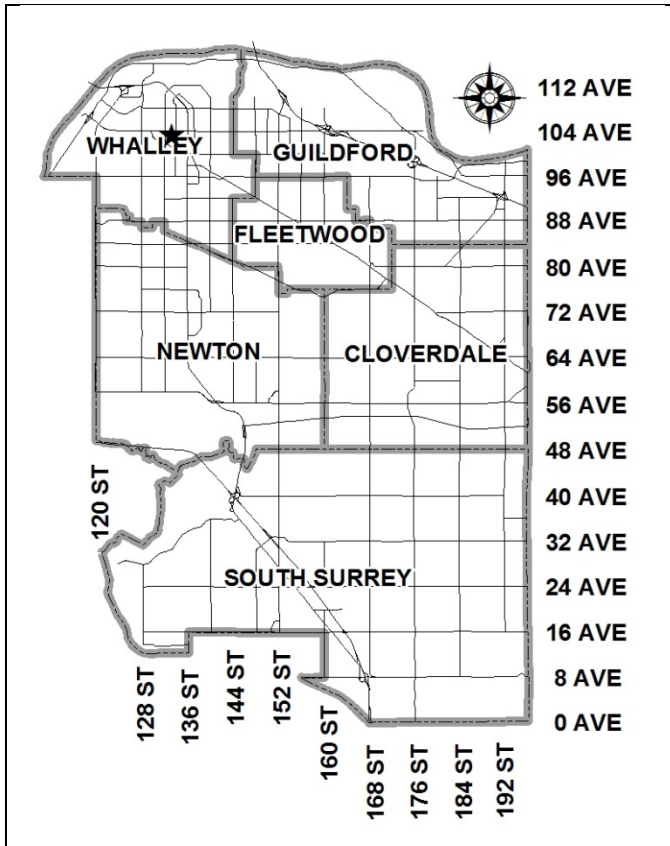 112 AVE
104 AVE
WHALLEY
GUILDFORD
96 AVE
88 AVE
FLEETWOOD
80 AVE
72 AVE
NEWTON
CLOVERDALE
64 AVE
56 AVE
48 AVE
120 ST
40 AVE
32 AVE
SOUTH SURREY
24 AVE
16 AVE
128 ST
136 ST
144 ST
152 ST
160 ST
8 AVE
0 AVE
168 ST
176 ST
184 ST
192 ST